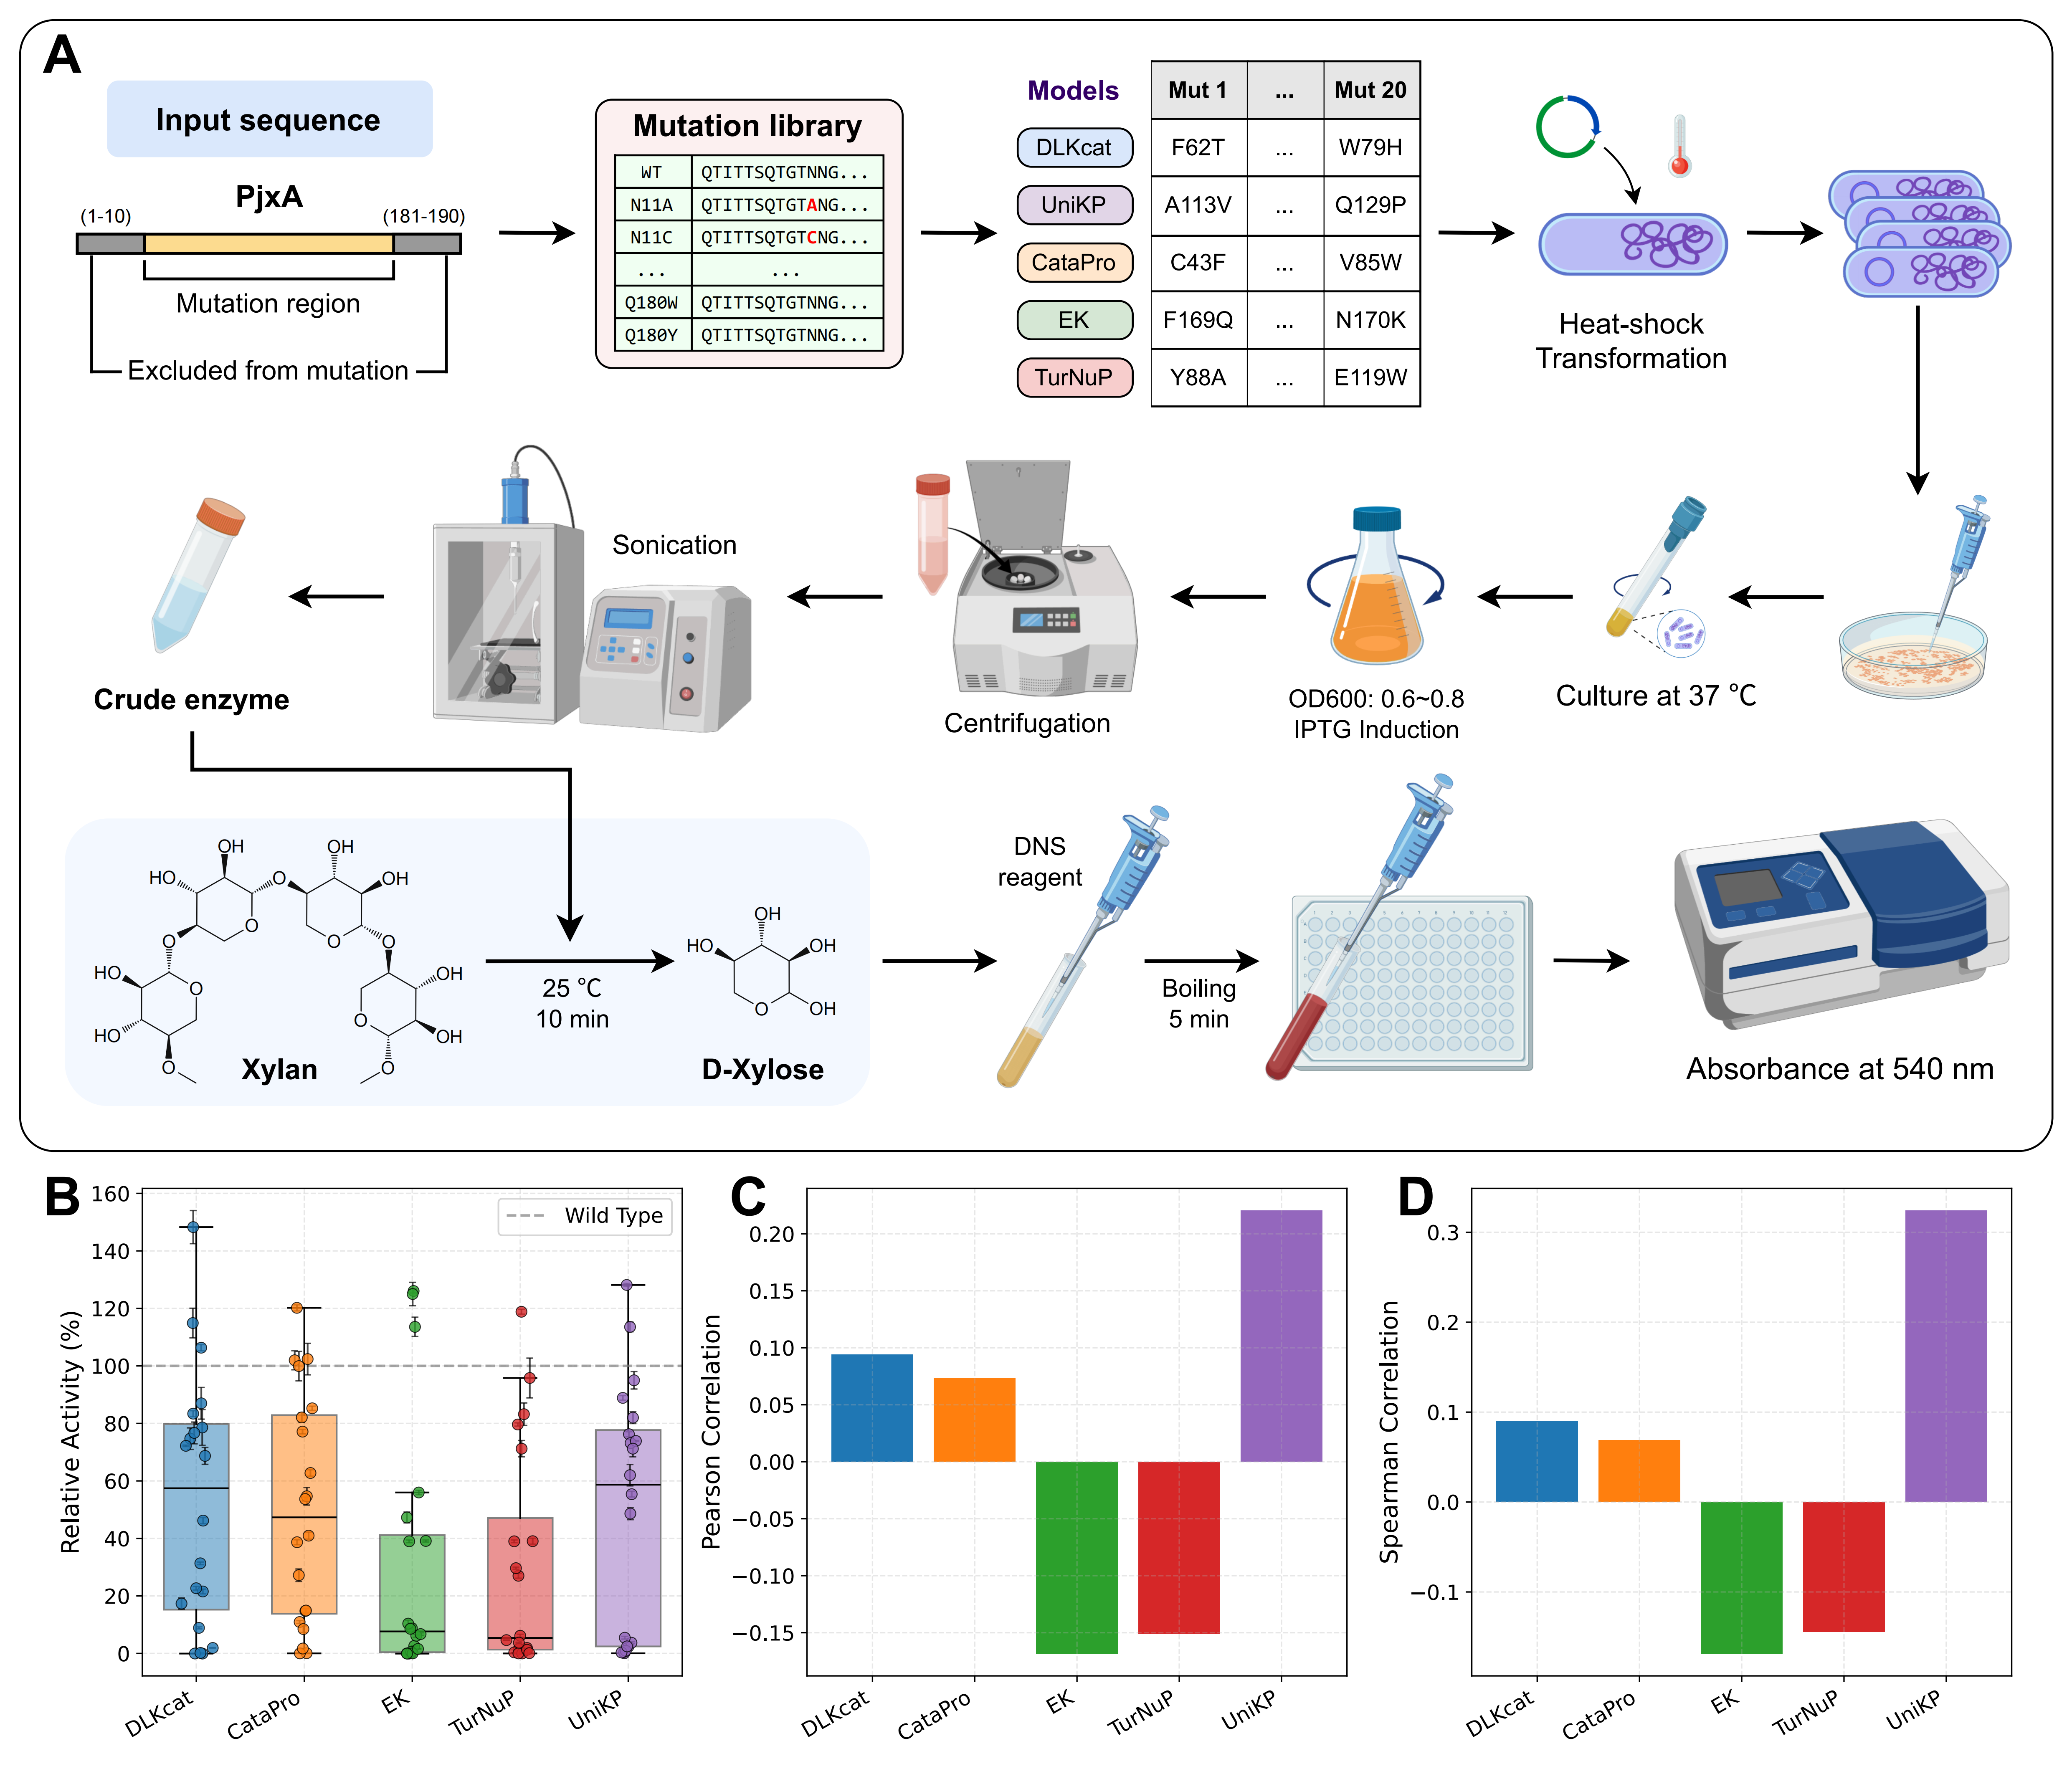 A
Input sequence
PjxA
(1-10)
(181-190)
Mutation region
Excluded from mutation
Mutation library
WT QTITTSQTGTNNG...
N11A QTITTSQTGTANG...
N11C QTITTSQTGTCNG...
... ...
Q180W QTITTSQTGTNNG...
Q180Y QTITTSQTGTNNG...
Models Mut 1 ... Mut 20
DLKcat F62T ... W79H
UniKP A113V ... Q129P
CataPro C43F ... V85W
EK F169Q ... N170K
TurNuP Y88A ... E119W
Heat-shock
Transformation
Crude enzyme
Sonication
Centrifugation
OD600: 0.6~0.8
IPTG Induction
Culture at 37 ℃
OH
OH
HO
O
OH
O
O
O
O
HO
OH
O
O
HO
OH
O
O
Xylan
25 ℃
10 min
OH
HO
OH
O
OH
D-Xylose
DNS
reagent
Boiling
5 min
Absorbance at 540 nm
B
Relative Activity (%)
160
140
120
100
80
60
40
20
0
Wild Type
DLKcat
CataPro
EK
TurNuP
UniKP
C
Pearson Correlation
0.20
0.15
0.10
0.05
0.00
−0.05
−0.10
−0.15
DLKcat
CataPro
EK
TurNuP
UniKP
D
Spearman Correlation
0.3
0.2
0.1
0.0
−0.1
DLKcat
CataPro
EK
TurNuP
UniKP